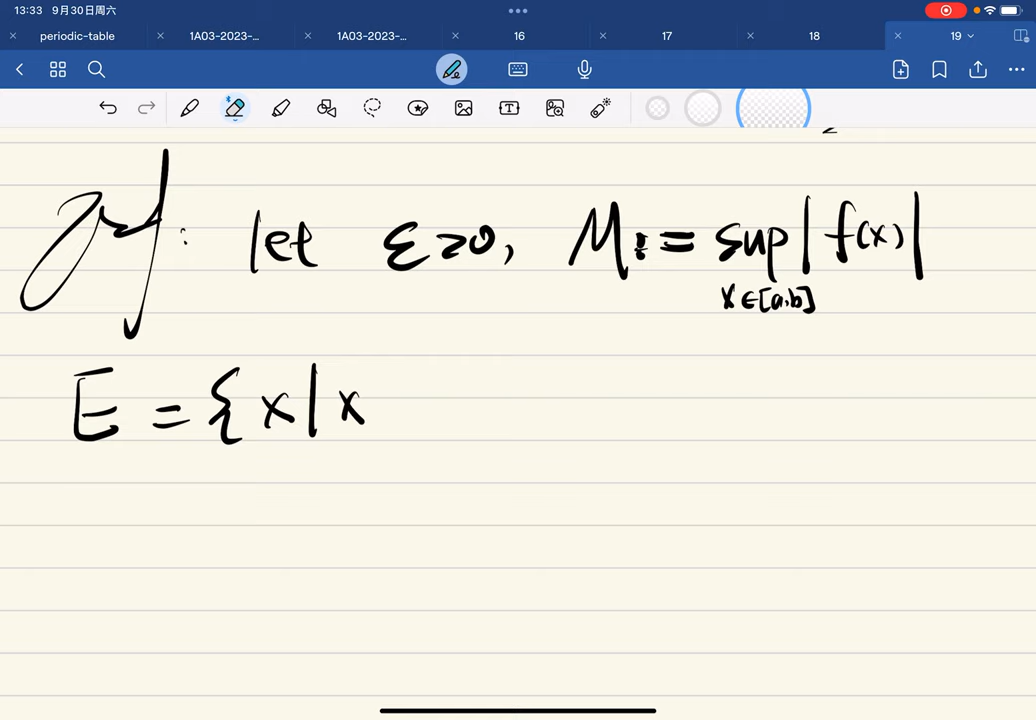 13:33 9月30日周六
periodic-table 1A03-2023-... 1A03-2023-... 16 17 18 19
2
let ε>0, M := sup |f(x)|
x∈[a,b]
E = { x | x